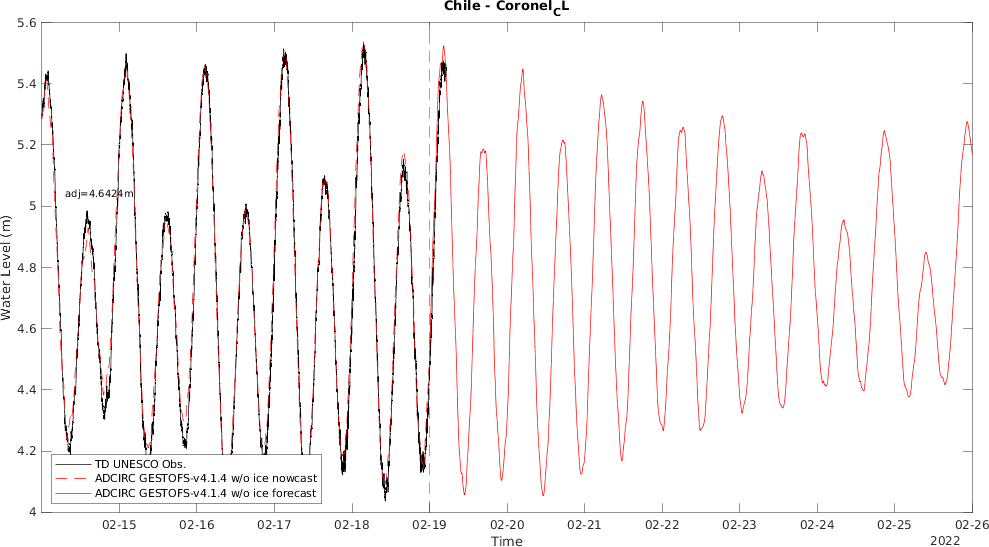 Chile - Coronel_CL
5.6
5.4
5.2
5
4.8
4.6
4.4
4.2
4
Water Level (m)
adj=4.6424m
TD UNESCO Obs.
ADCIRC GESTOFS-v4.1.4 w/o ice nowcast
ADCIRC GESTOFS-v4.1.4 w/o ice forecast
02-15 02-16 02-17 02-18 02-19 02-20 02-21 02-22 02-23 02-24 02-25 02-26
Time
2022